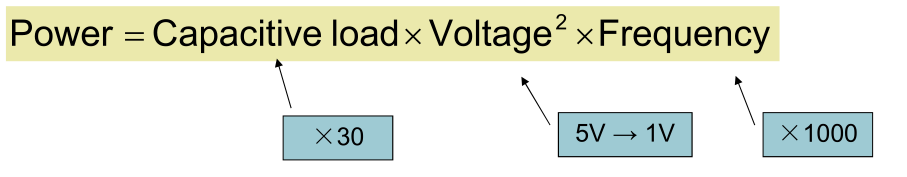 Power = Capacitive load × Voltage² × Frequency
×30
5V → 1V
×1000